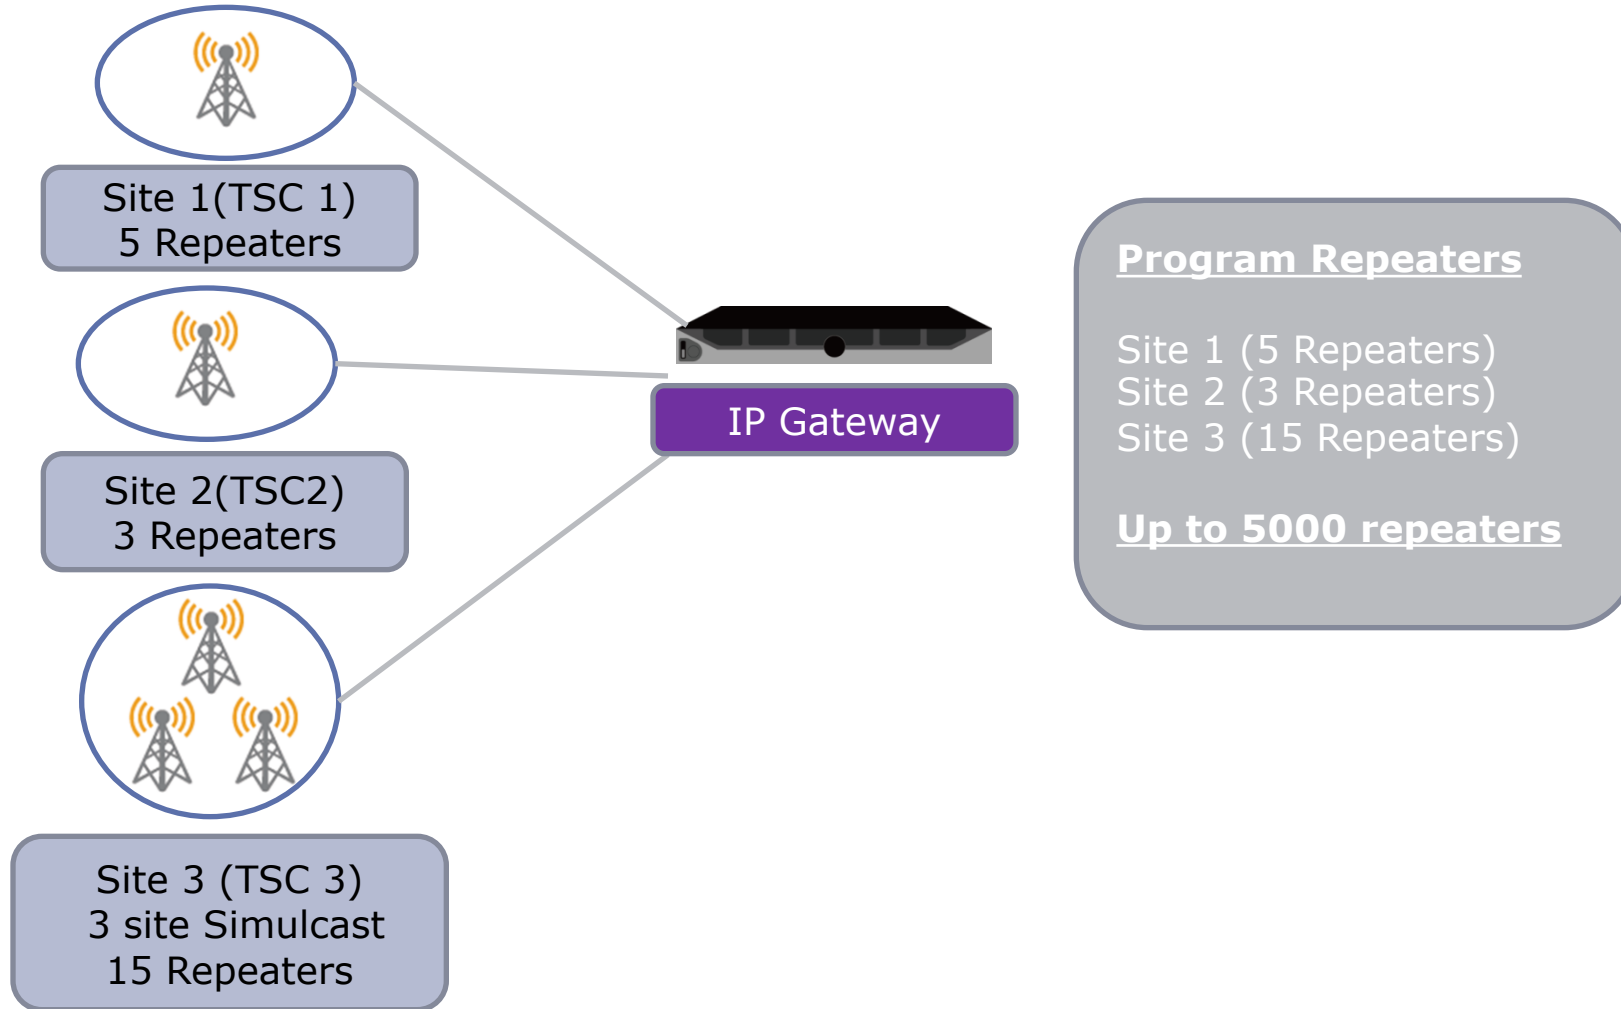 Site 1(TSC 1)
5 Repeaters
Site 2(TSC2)
3 Repeaters
Site 3 (TSC 3)
3 site Simulcast
15 Repeaters
IP Gateway
Program Repeaters
Site 1 (5 Repeaters)
Site 2 (3 Repeaters)
Site 3 (15 Repeaters)
Up to 5000 repeaters